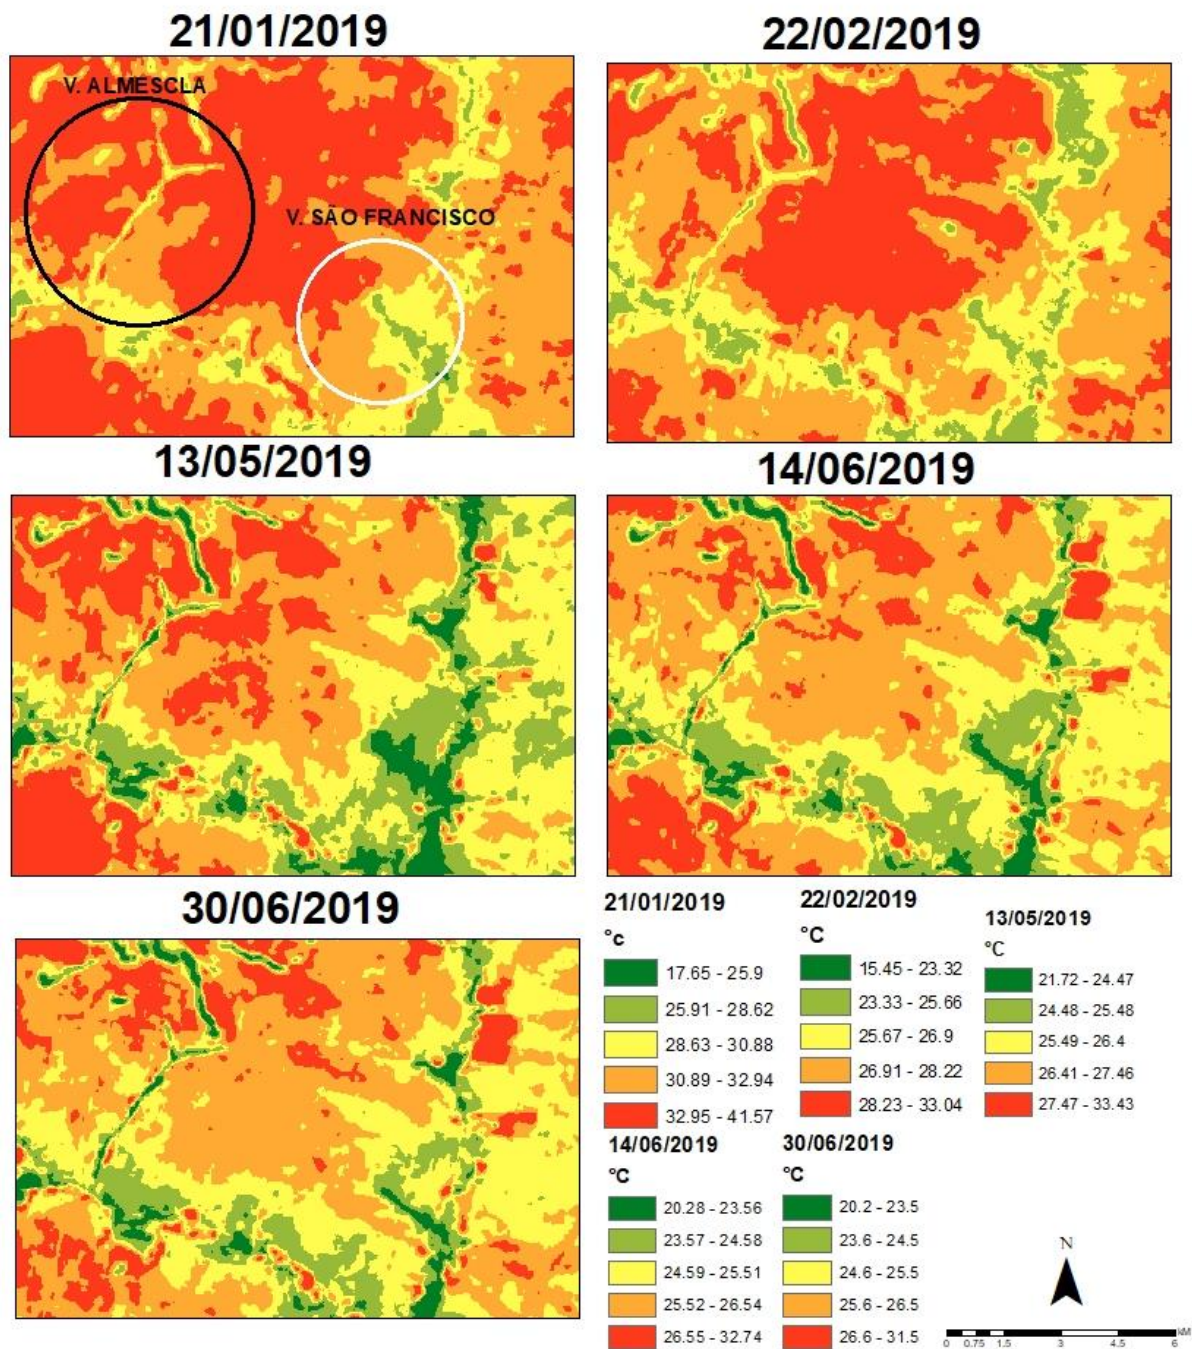 21/01/2019
22/02/2019
V. ALMESCLA
V. SÃO FRANCISCO
13/05/2019
14/06/2019
30/06/2019
21/01/2019
°c
17.65 - 25.9
25.91 - 28.62
28.63 - 30.88
30.89 - 32.94
32.95 - 41.57
22/02/2019
°C
15.45 - 23.32
23.33 - 25.66
25.67 - 26.9
26.91 - 28.22
28.23 - 33.04
13/05/2019
°C
21.72 - 24.47
24.48 - 25.48
25.49 - 26.4
26.41 - 27.46
27.47 - 33.43
14/06/2019
°C
20.28 - 23.56
23.57 - 24.58
24.59 - 25.51
25.52 - 26.54
26.55 - 32.74
30/06/2019
°C
20.2 - 23.5
23.6 - 24.5
24.6 - 25.5
25.6 - 26.5
26.6 - 31.5
N
kM
0 0.75 1.5 3 4.5 6